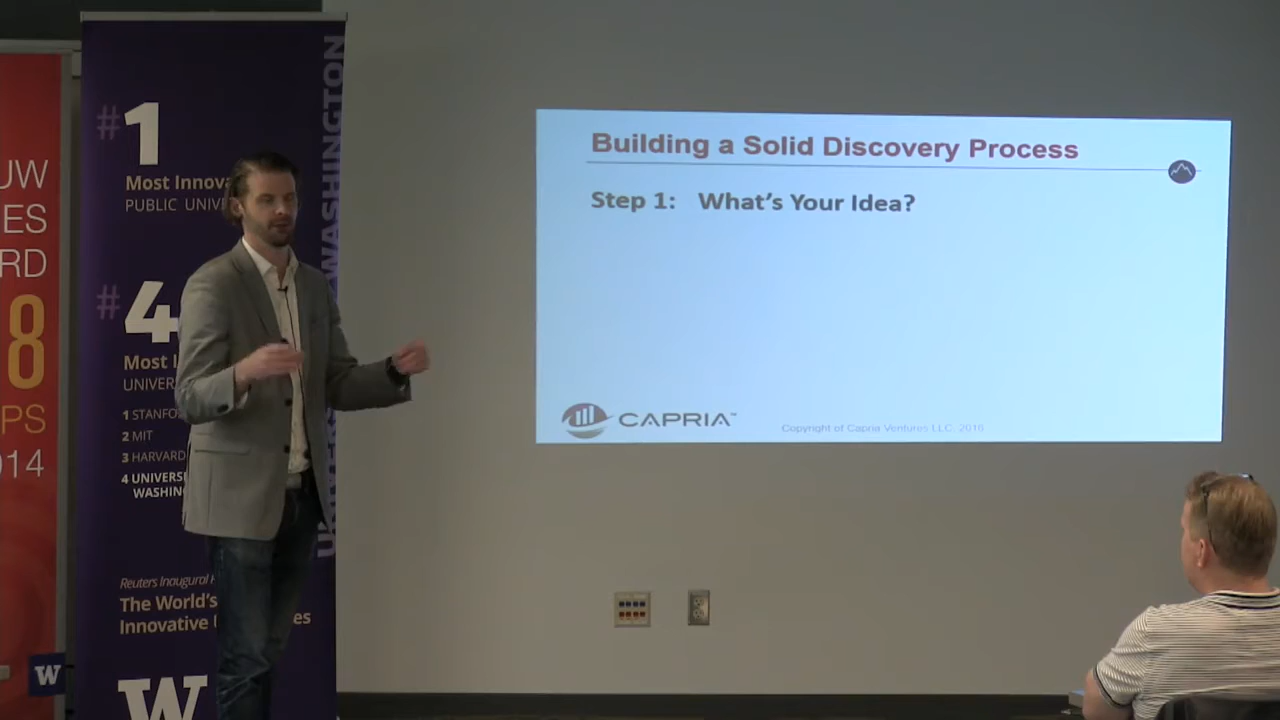 UW
ES
RD
8
PS
014
W
#1
Most Innova
PUBLIC UNIV
#4
Most I
UNIVER
1 STANFO
2 MIT
3 HARVARD
4 UNIVERS
WASHIN
Reuters Inaugural
The World's
Innovative es
W
WASHINGTON
Building a Solid Discovery Process
Step 1: What's Your Idea?
CAPRIA™
Copyright of Capria Ventures LLC, 2016